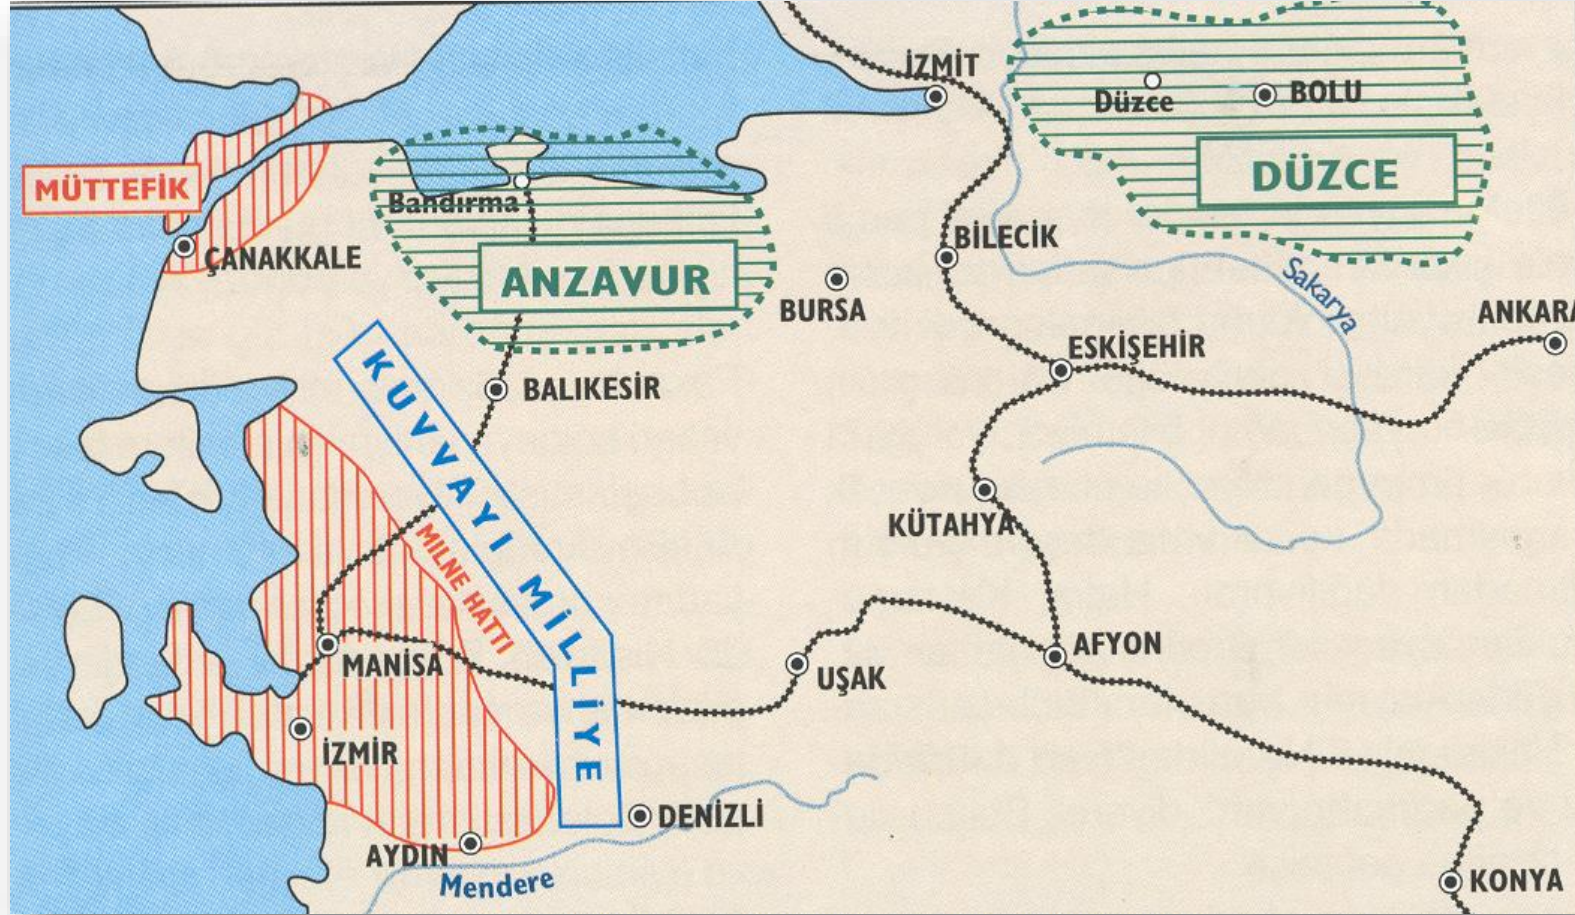 İZMİT
Düzce
BOLU
MÜTTEFİK
DÜZCE
Bandırma
ÇANAKKALE
ANZAVUR
BİLECİK
BURSA
Sakarya
ANKARA
ESKİŞEHİR
BALIKESİR
KUVVAYI MİLLİYE
MILNE HATTI
KÜTAHYA
MANİSA
UŞAK
AFYON
İZMİR
DENİZLİ
AYDIN
Mendere
KONYA